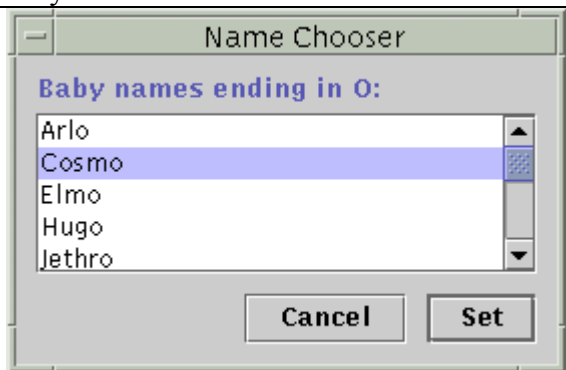 Name Chooser
Baby names ending in O:
Arlo
Cosmo
Elmo
Hugo
Jethro
Cancel Set